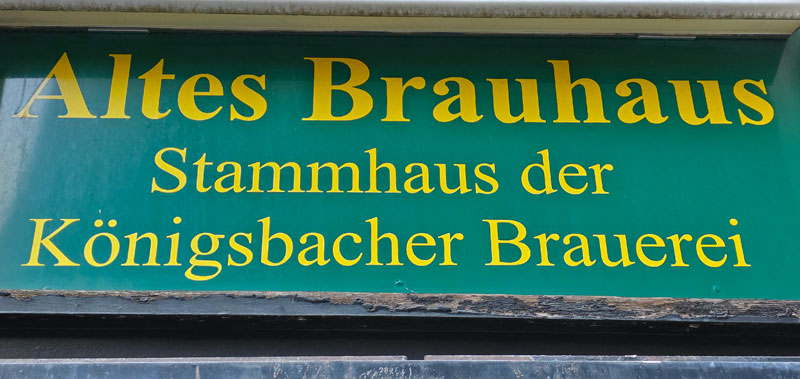 Altes Brauhaus
Stammhaus der
Königsbacher Brauerei